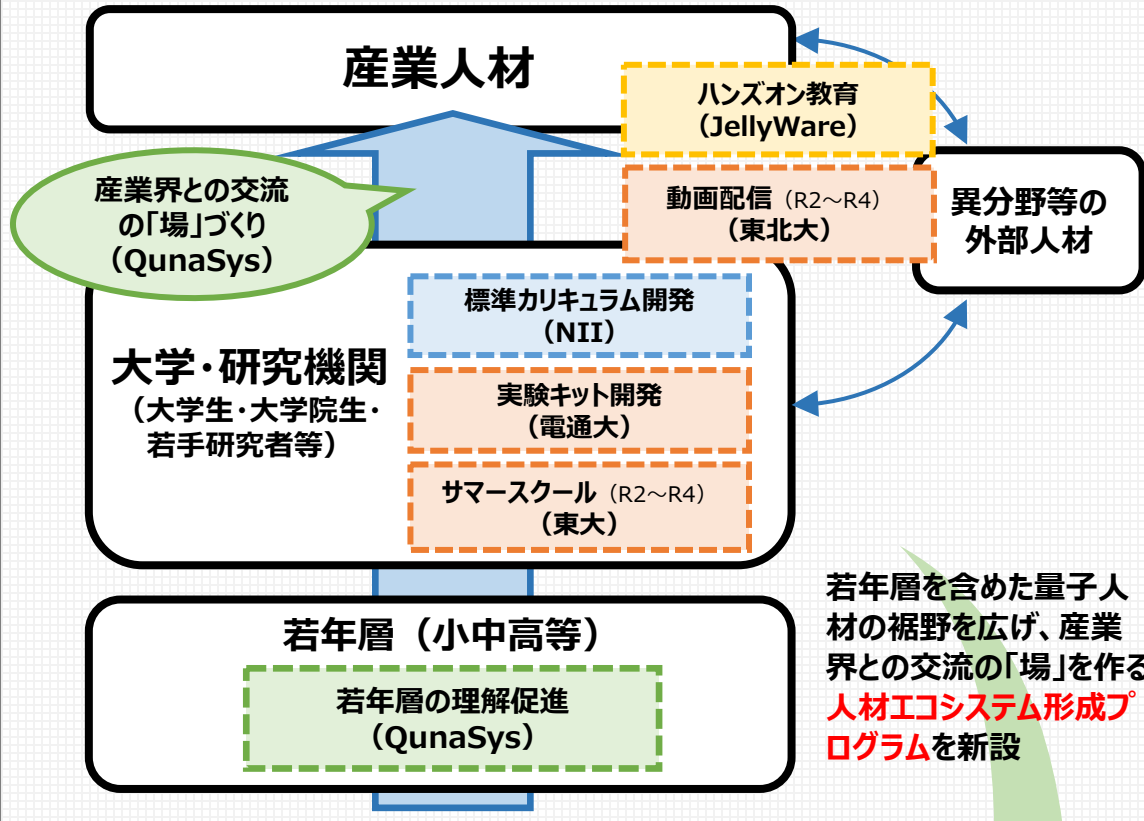 産業人材
ハンズオン教育
（JellyWare）
産業界との交流
の「場」づくり
（QunaSys）
動画配信（R2～R4）
（東北大）
異分野等の
外部人材
標準カリキュラム開発
（NII）
大学・研究機関
（大学生・大学院生・
若手研究者等）
実験キット開発
（電通大）
サマースクール（R2～R4）
（東大）
若年層（小中高等）
若年層の理解促進
（QunaSys）
若年層を含めた量子人
材の裾野を広げ、産業
界との交流の「場」を作る
人材エコシステム形成プ
ログラムを新設